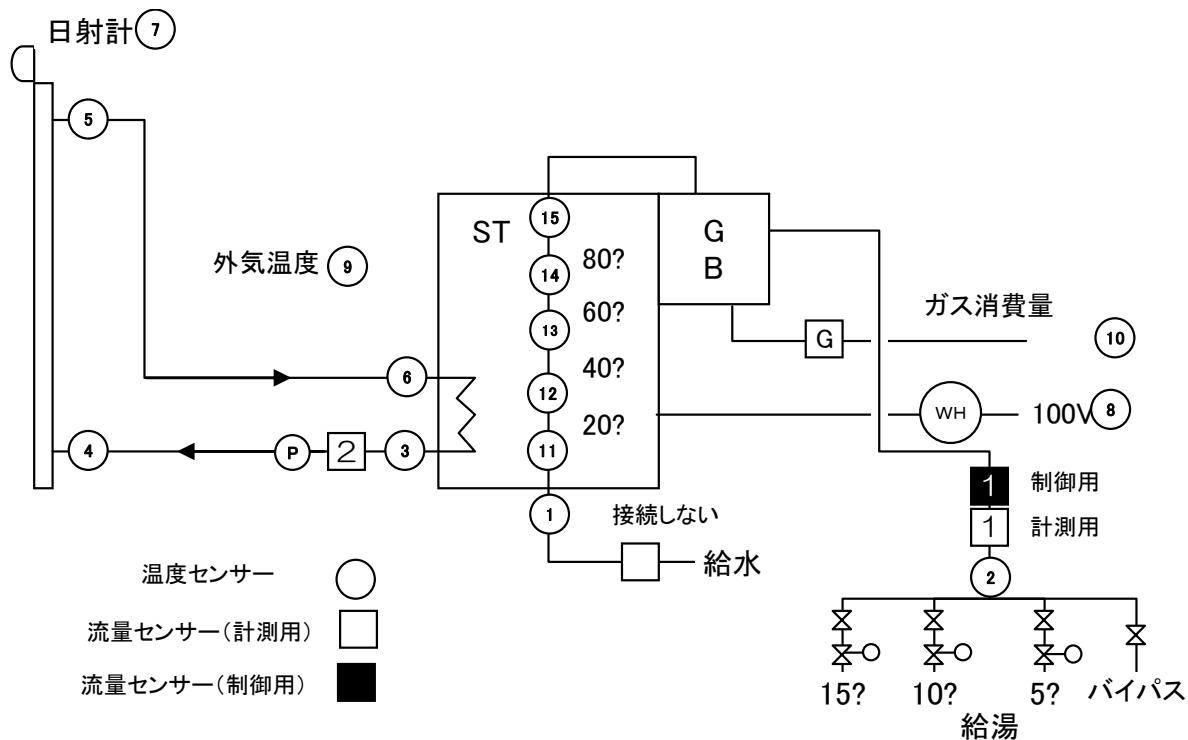 日射計 7
5
15
ST
G
B
80?
14
外気温度 9
60?
ガス消費量
13
G
10
40?
6
12
WH
100V 8
20?
4
P
2
3
11
1 制御用
1
接続しない
1 計測用
給水
温度センサー
2
流量センサー(計測用)
流量センサー(制御用)
15?
10?
5?
バイパス
給湯